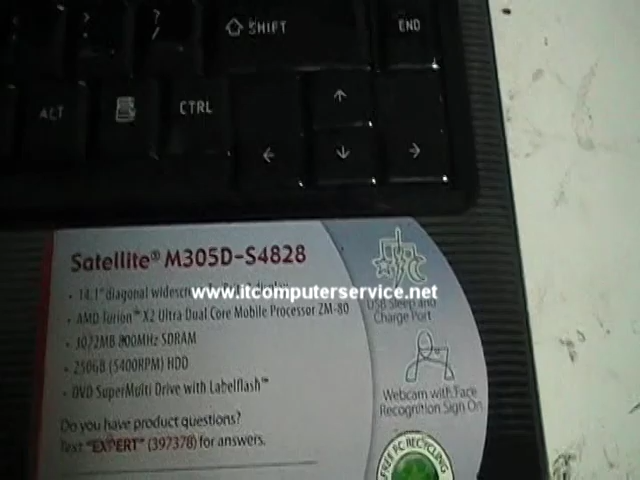 ? /
SHIFT
END
ALT
CTRL
Satellite® M305D-S4828
• 14.1" diagonal widescreen display
www.itcomputerservice.net
• AMD Turion™ X2 Ultra Dual Core Mobile Processor ZM-80
• 3072MB 800MHz SDRAM
• 250GB (5400RPM) HDD
• DVD SuperMulti Drive with Labelflash™
Do you have product questions?
Text "EXPERT" (397378) for answers.
USB Sleep and
Charge Port
Webcam with Face
Recognition Sign On
FREE PC RECYCLING